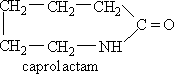 CH₂ CH₂ CH₂
C=O
CH₂ CH₂ NH
caprolactam